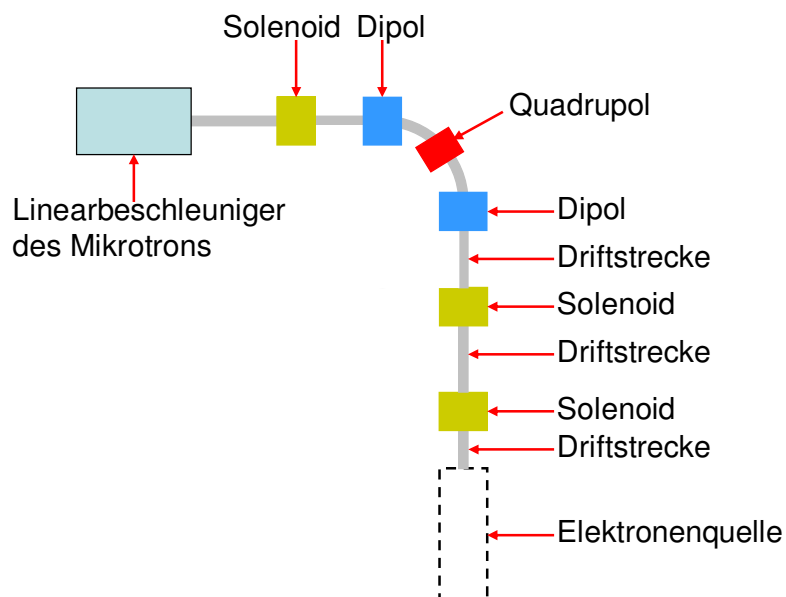 Solenoid Dipol
Quadrupol
Linearbeschleuniger
des Mikrotrons
Dipol
Driftstrecke
Solenoid
Driftstrecke
Solenoid
Driftstrecke
Elektronenquelle